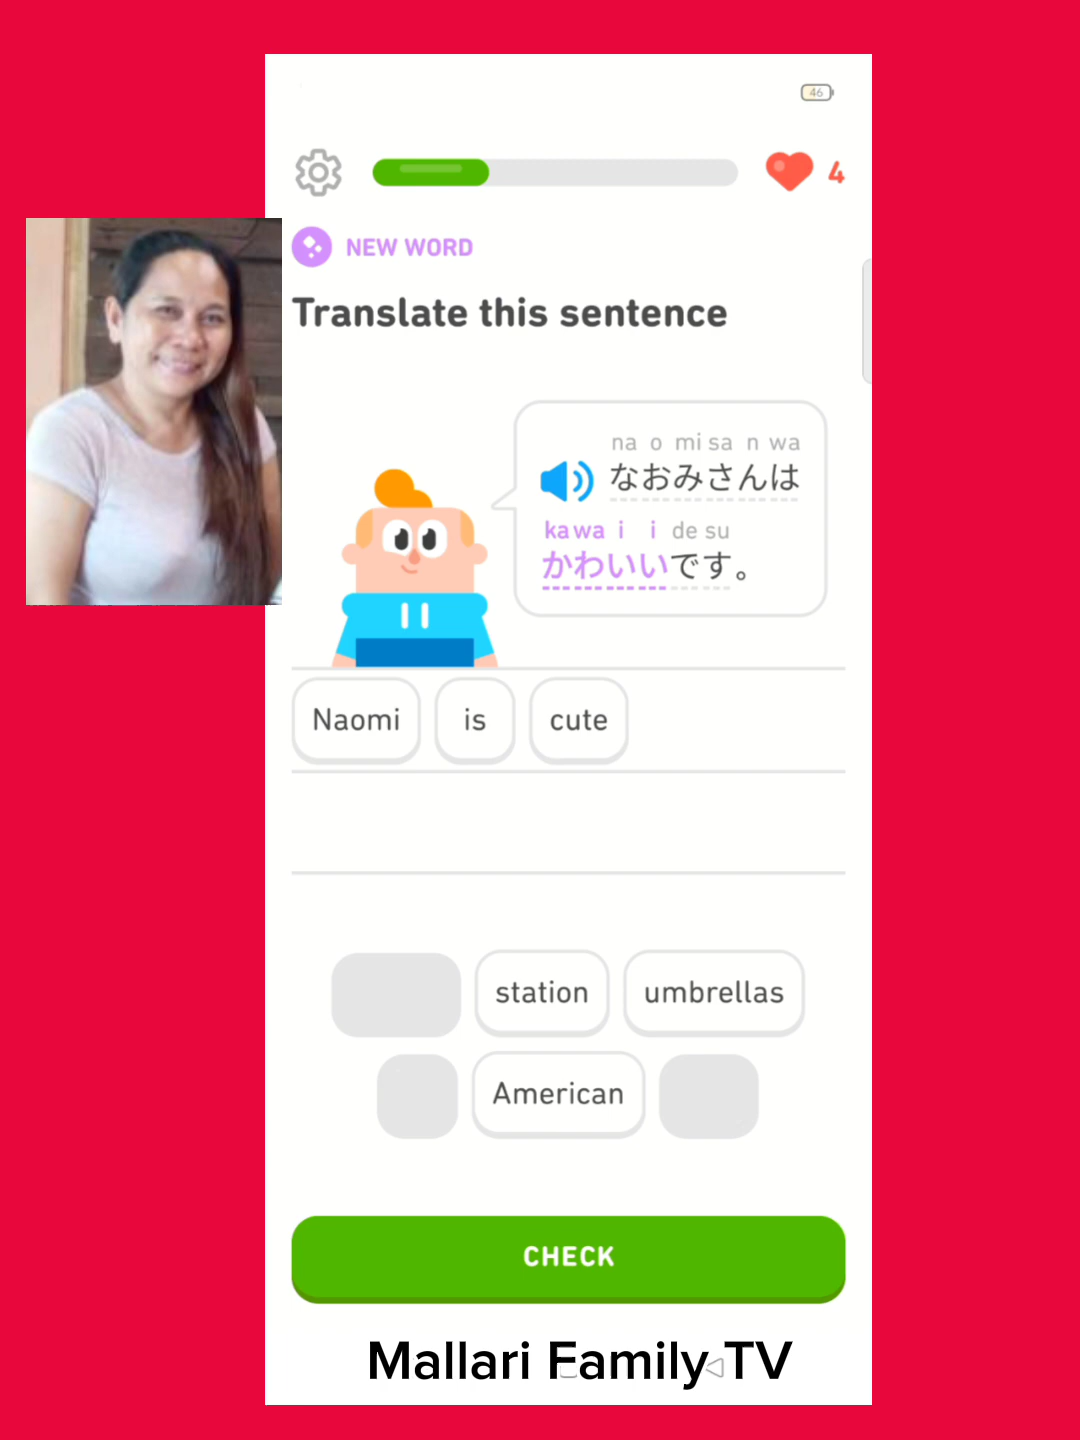 46
4
NEW WORD
Translate this sentence
na o mi sa n wa
なおみさんは
ka wa i i de su
かわいいです。
Naomi is cute
station umbrellas
American
CHECK
Mallari Family TV